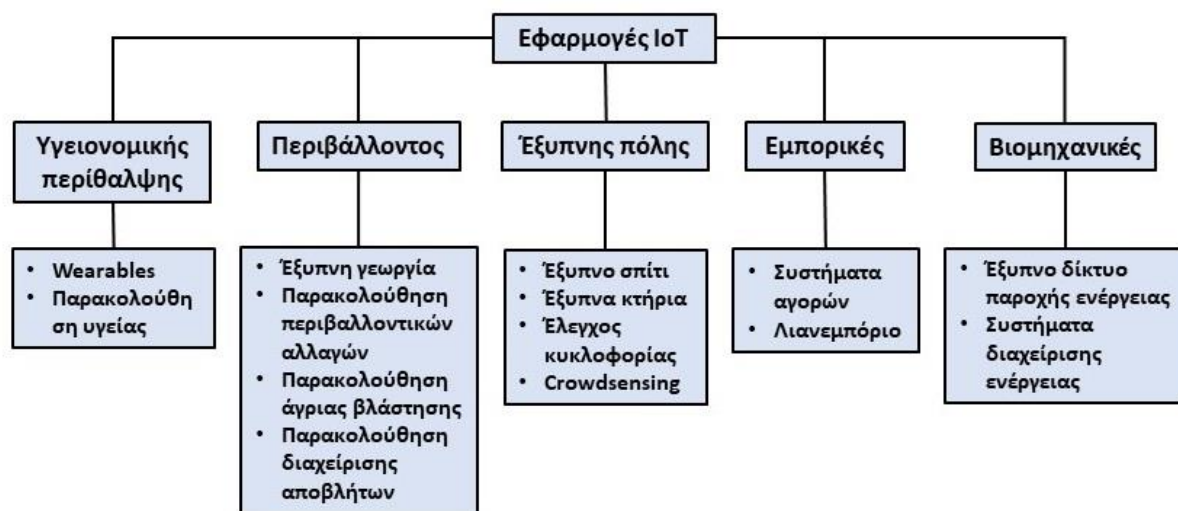 Εφαρμογές IoT
Υγειονομικής
περίθαλψης
Περιβάλλοντος
Έξυπνης πόλης
Εμπορικές
Βιομηχανικές
• Wearables
• Παρακολούθη
ση υγείας
• Έξυπνη γεωργία
• Παρακολούθηση
περιβαλλοντικών
αλλαγών
• Παρακολούθηση
άγριας βλάστησης
• Παρακολούθηση
διαχείρισης
αποβλήτων
• Έξυπνο σπίτι
• Έξυπνα κτήρια
• Έλεγχος
κυκλοφορίας
• Crowdsensing
• Συστήματα
αγορών
• Λιανεμπόριο
• Έξυπνο δίκτυο
παροχής ενέργειας
• Συστήματα
διαχείρισης
ενέργειας